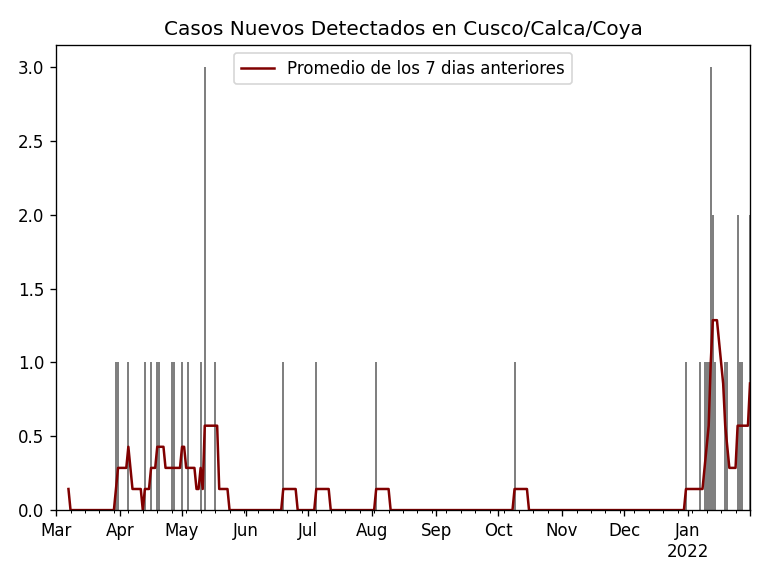 Casos Nuevos Detectados en Cusco/Calca/Coya
Promedio de los 7 dias anteriores
3.0
2.5
2.0
1.5
1.0
0.5
0.0
Mar Apr May Jun Jul Aug Sep Oct Nov Dec Jan
2022